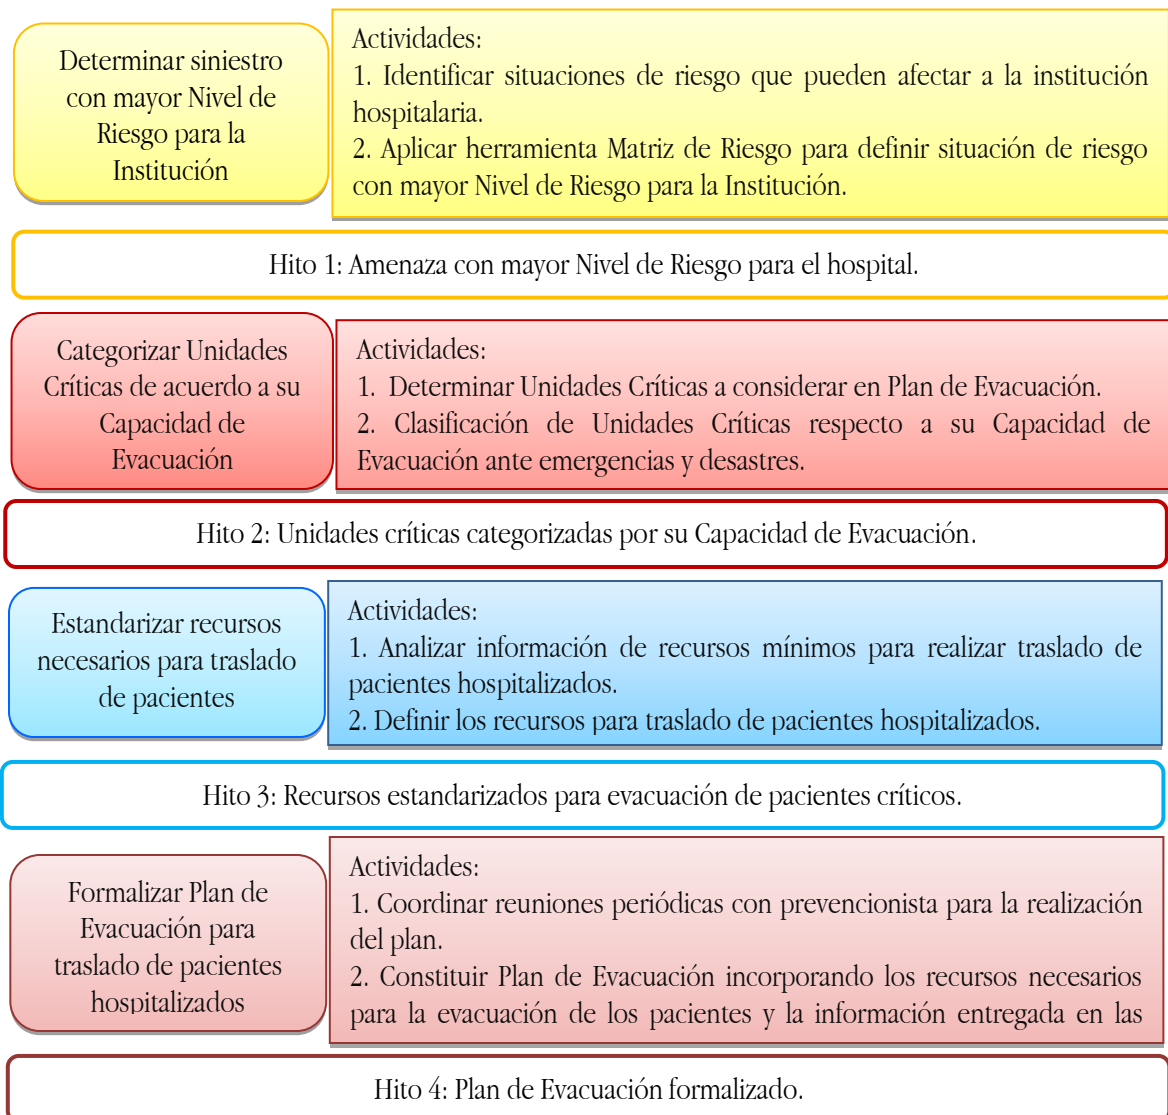 Determinar siniestro
con mayor Nivel de
Riesgo para la
Institución
Actividades:
1. Identificar situaciones de riesgo que pueden afectar a la institución
hospitalaria.
2. Aplicar herramienta Matriz de Riesgo para definir situación de riesgo
con mayor Nivel de Riesgo para la Institución.
Hito 1: Amenaza con mayor Nivel de Riesgo para el hospital.
Categorizar Unidades
Críticas de acuerdo a su
Capacidad de
Evacuación
Actividades:
1. Determinar Unidades Críticas a considerar en Plan de Evacuación.
2. Clasificación de Unidades Críticas respecto a su Capacidad de
Evacuación ante emergencias y desastres.
Hito 2: Unidades críticas categorizadas por su Capacidad de Evacuación.
Estandarizar recursos
necesarios para traslado
de pacientes
Actividades:
1. Analizar información de recursos mínimos para realizar traslado de
pacientes hospitalizados.
2. Definir los recursos para traslado de pacientes hospitalizados.
Hito 3: Recursos estandarizados para evacuación de pacientes críticos.
Formalizar Plan de
Evacuación para
traslado de pacientes
hospitalizados
Actividades:
1. Coordinar reuniones periódicas con prevencionista para la realización
del plan.
2. Constituir Plan de Evacuación incorporando los recursos necesarios
para la evacuación de los pacientes y la información entregada en las
Hito 4: Plan de Evacuación formalizado.